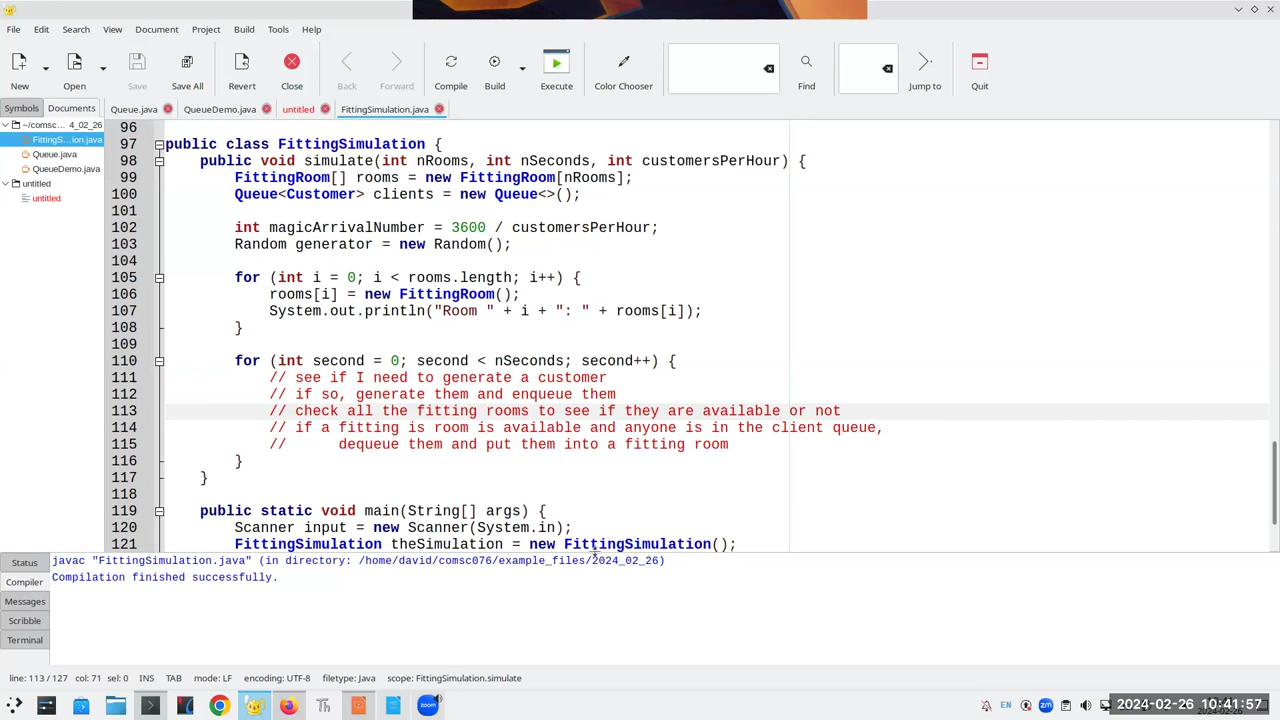 File Edit Search View Document Project Build Tools Help
New Open Save Save All Revert Close Back Forward Compile Build Execute Color Chooser Find Jump to Quit
Symbols Documents Queue.java QueueDemo.java untitled FittingSimulation.java
~/comsc... 4_02_26
FittingS...ion.java
Queue.java
QueueDemo.java
untitled
untitled
96
97 public class FittingSimulation {
98 public void simulate(int nRooms, int nSeconds, int customersPerHour) {
99 FittingRoom[] rooms = new FittingRoom[nRooms];
100 Queue<Customer> clients = new Queue<>();
101
102 int magicArrivalNumber = 3600 / customersPerHour;
103 Random generator = new Random();
104
105 for (int i = 0; i < rooms.length; i++) {
106 rooms[i] = new FittingRoom();
107 System.out.println("Room " + i + ": " + rooms[i]);
108 }
109
110 for (int second = 0; second < nSeconds; second++) {
111 // see if I need to generate a customer
112 // if so, generate them and enqueue them
113 // check all the fitting rooms to see if they are available or not
114 // if a fitting is room is available and anyone is in the client queue,
115 // dequeue them and put them into a fitting room
116 }
117 }
118
119 public static void main(String[] args) {
120 Scanner input = new Scanner(System.in);
121 FittingSimulation theSimulation = new FittingSimulation();
Status
Compiler
Messages
Scribble
Terminal
javac "FittingSimulation.java" (in directory: /home/david/comsc076/example_files/2024_02_26)
Compilation finished successfully.
line: 113 / 127 col: 71 sel: 0 INS TAB mode: LF encoding: UTF-8 filetype: Java scope: FittingSimulation.simulate
Th zoom EN zm 2024-02-26 10:41:57